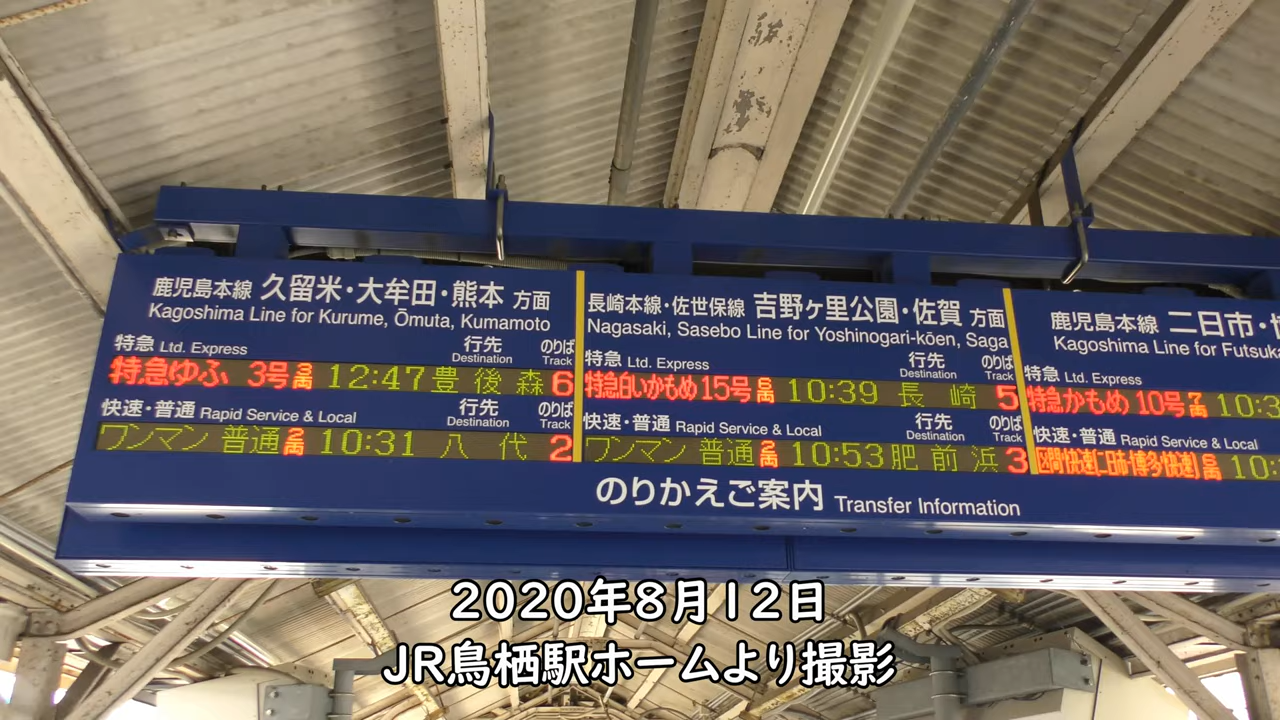 鹿児島本線 久留米・大牟田・熊本 方面
Kagoshima Line for Kurume, Ōmuta, Kumamoto
特急 Ltd. Express 行先 Destination のりば Track
特急ゆふ 3号 3両 12:47 豊後森 6
快速・普通 Rapid Service & Local 行先 Destination のりば Track
ワンマン 普通 2両 10:31 八代 2
長崎本線・佐世保線 吉野ヶ里公園・佐賀 方面
Nagasaki, Sasebo Line for Yoshinogari-kōen, Saga
特急 Ltd. Express 行先 Destination のりば Track
特急白いかもめ 15号 6両 10:39 長崎 5
快速・普通 Rapid Service & Local 行先 Destination のりば Track
ワンマン 普通 2両 10:53 肥前浜 3
鹿児島本線 二日市・
Kagoshima Line for
特急 Ltd. Express
特急かもめ 10号 7両
快速・普通 Rapid Service & Local
のりかえご案内 Transfer Information
2020年8月12日
JR鳥栖駅ホームより撮影